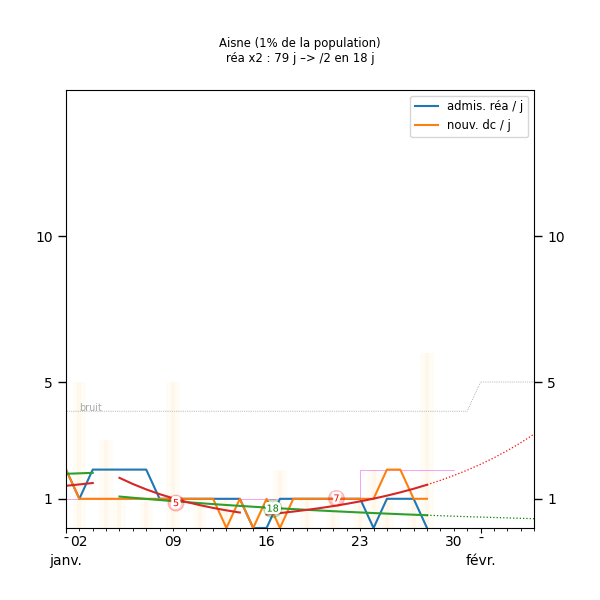 Aisne (1% de la population)
réa x2 : 79 j –> /2 en 18 j
admis. réa / j
nouv. dc / j
10 10
5 5
bruit
1 1
5 18 7
02 09 16 23 30
janv. févr.